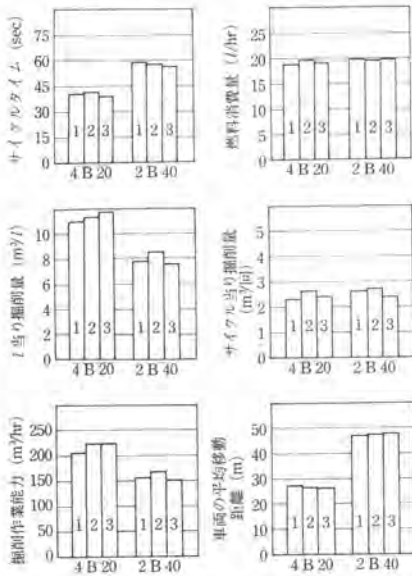 サイクルタイム (sec)
75
60
45
30
15
0
1 2 3
1 2 3
4 B 20
2 B 40
燃料消費量 (l/hr)
25
20
15
10
5
0
1 2 3
1 2 3
4 B 20
2 B 40
l当り掘削量 (m³/l)
10
8
6
4
2
0
1 2 3
1 2 3
4 B 20
2 B 40
サイクル当り掘削量
(m³/回)
5
4
3
2
1
0
1 2 3
1 2 3
4 B 20
2 B 40
掘削作業能力 (m³/hr)
250
200
150
100
50
0
1 2 3
1 2 3
4 B 20
2 B 40
車両の平均移動
距離 (m)
50
40
30
20
10
0
1 2 3
1 2 3
4 B 20
2 B 40